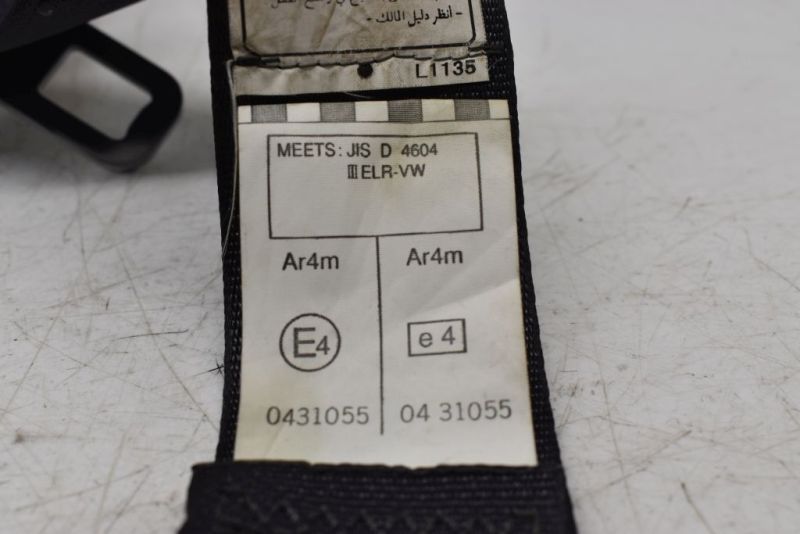 - أنظر دليل المالك -
L1135
MEETS: JIS D 4604
III ELR-VW
Ar4m Ar4m
E4 e 4
0431055 04 31055